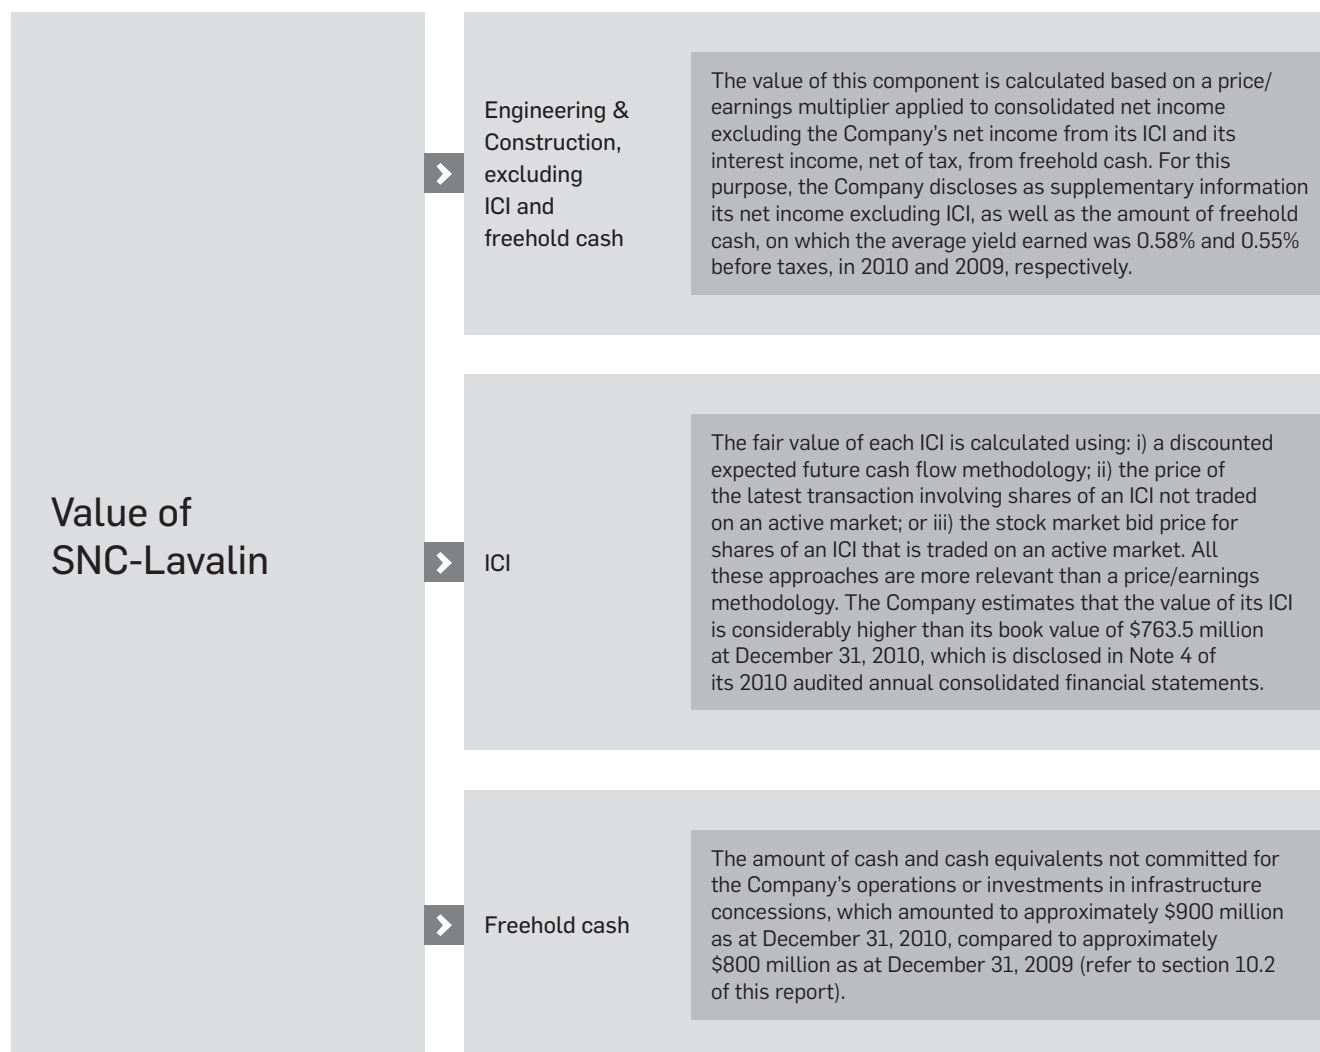 Value of
SNC-Lavalin
Engineering &
Construction,
excluding
ICI and
freehold cash
The value of this component is calculated based on a price/
earnings multiplier applied to consolidated net income
excluding the Company's net income from its ICI and its
interest income, net of tax, from freehold cash. For this
purpose, the Company discloses as supplementary information
its net income excluding ICI, as well as the amount of freehold
cash, on which the average yield earned was 0.58% and 0.55%
before taxes, in 2010 and 2009, respectively.
ICI
The fair value of each ICI is calculated using: i) a discounted
expected future cash flow methodology; ii) the price of
the latest transaction involving shares of an ICI not traded
on an active market; or iii) the stock market bid price for
shares of an ICI that is traded on an active market. All
these approaches are more relevant than a price/earnings
methodology. The Company estimates that the value of its ICI
is considerably higher than its book value of $763.5 million
at December 31, 2010, which is disclosed in Note 4 of
its 2010 audited annual consolidated financial statements.
Freehold cash
The amount of cash and cash equivalents not committed for
the Company's operations or investments in infrastructure
concessions, which amounted to approximately $900 million
as at December 31, 2010, compared to approximately
$800 million as at December 31, 2009 (refer to section 10.2
of this report).